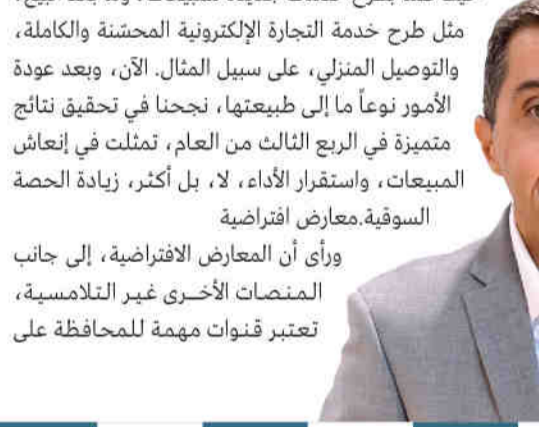 مثل طرح خدمة التجارة الإلكترونية المحسّنة والكاملة،
والتوصيل المنزلي، على سبيل المثال. الآن، وبعد عودة
الأمور نوعاً ما إلى طبيعتها، نجحنا في تحقيق نتائج
متميزة في الربع الثالث من العام، تمثلت في إنعاش
المبيعات، واستقرار الأداء، لا، بل أكثر، زيادة الحصة
السوقية.معارض افتراضية
ورأى أن المعارض الافتراضية، إلى جانب
المنصات الأخرى غير التلامسية،
تعتبر قنوات مهمة للمحافظة على